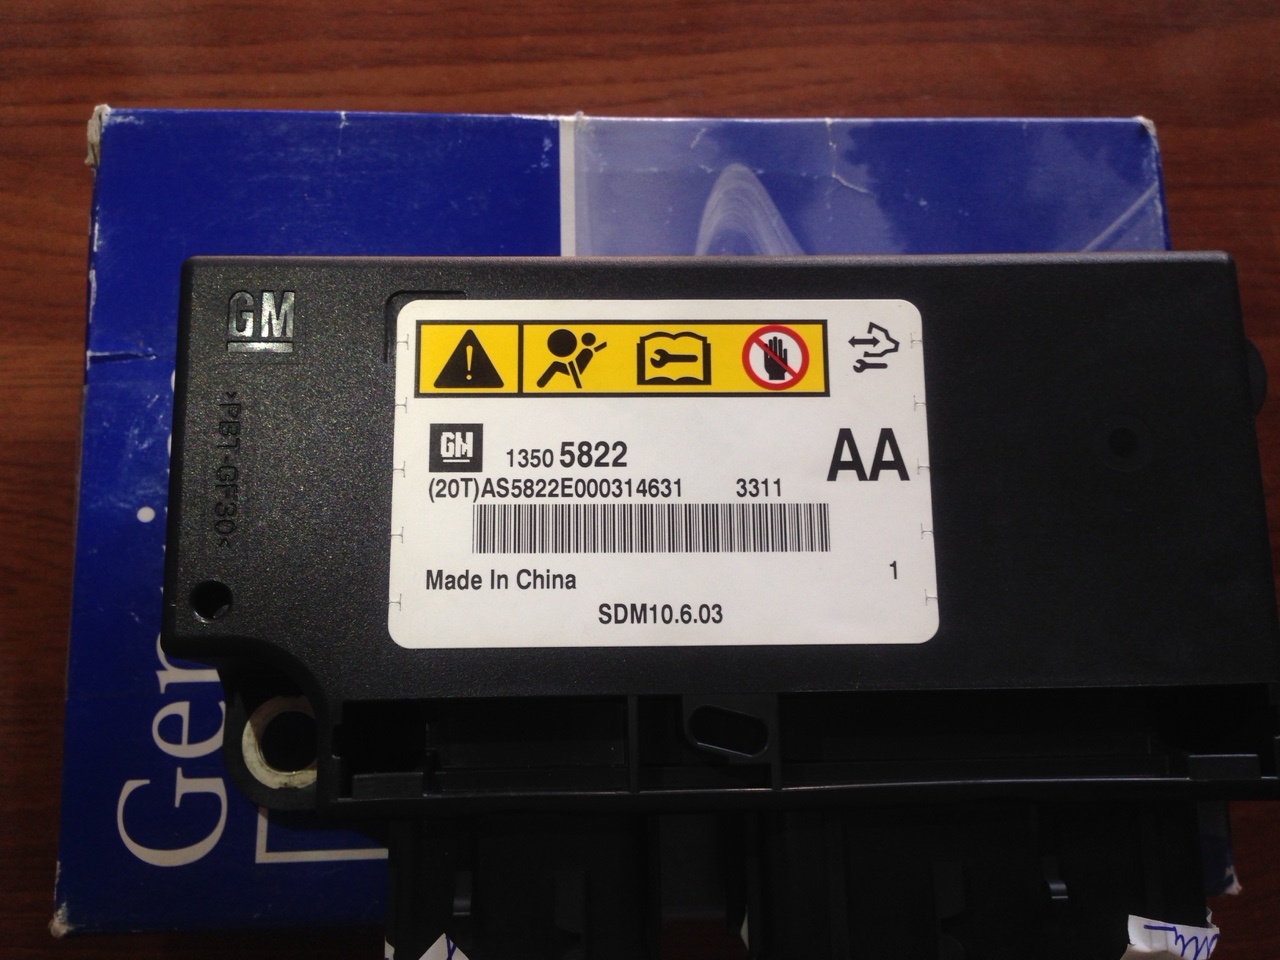 GM
>PBT-GF30<
GM 1350 5822 AA
(20T)AS5822E000314631 3311
Made In China 1
SDM10.6.03
Gen